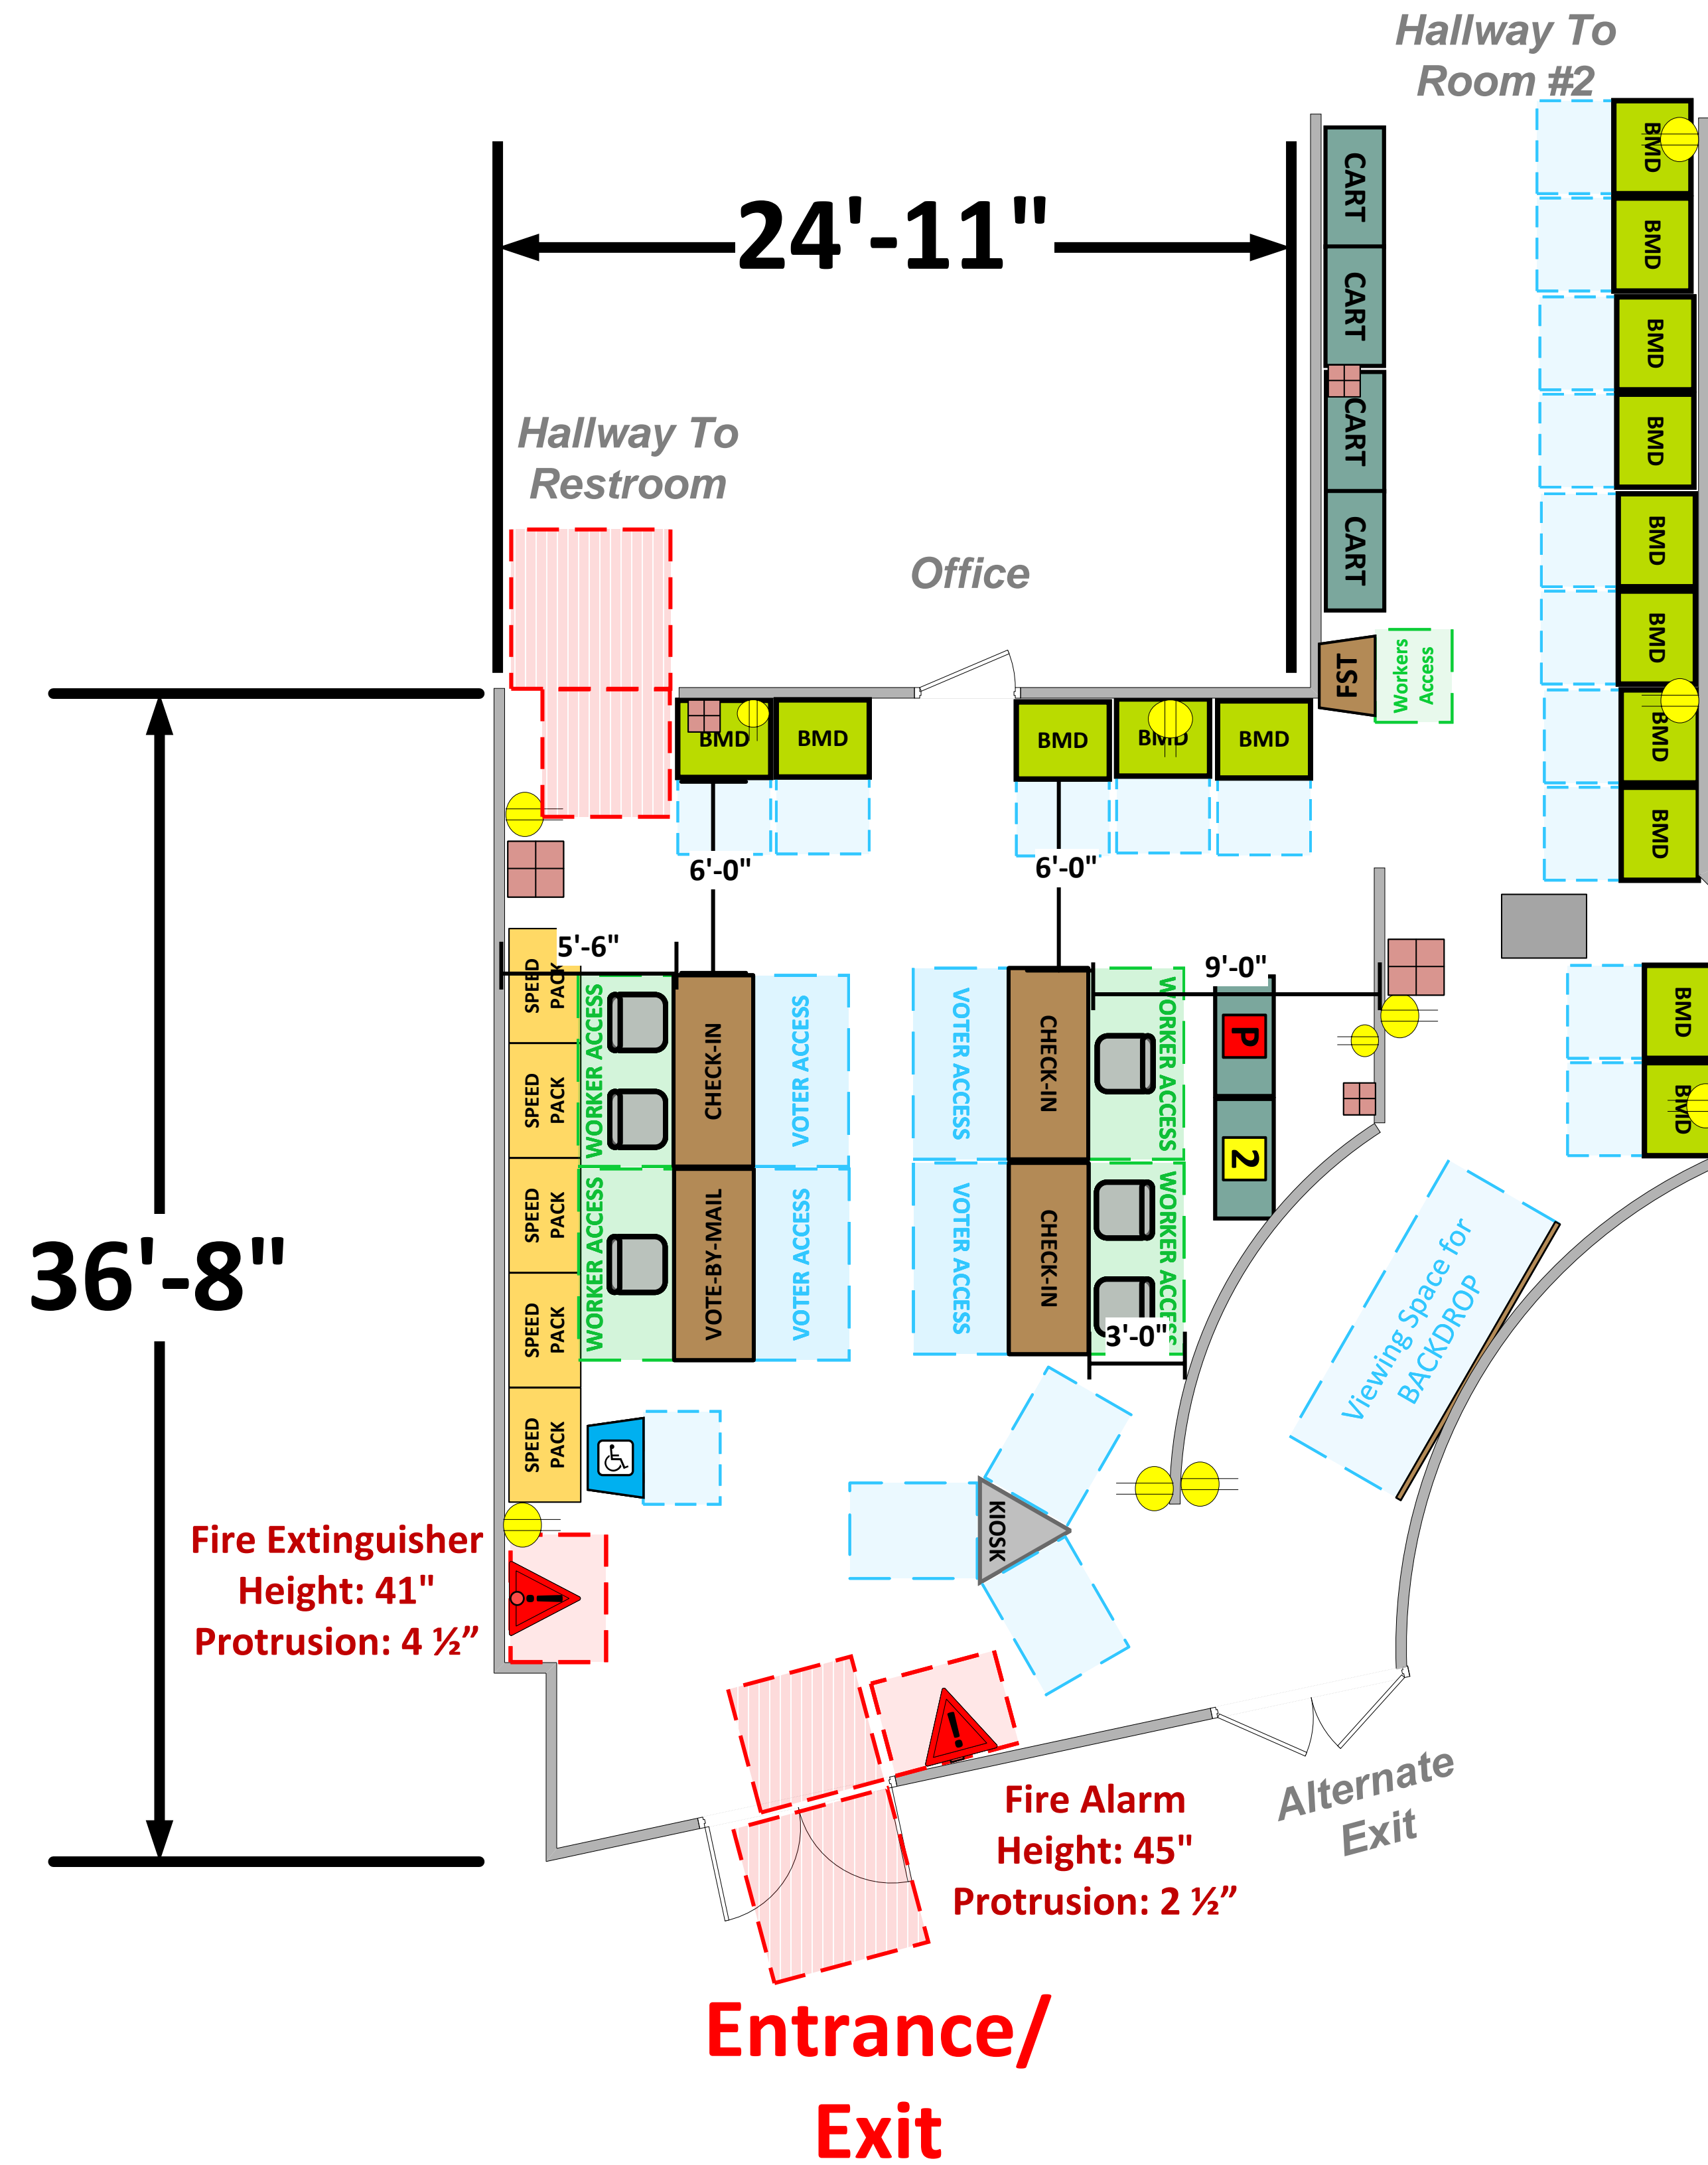 Hallway To
Room #2
24'-11"
CART
CART
CART
CART
BMD
BMD
BMD
BMD
BMD
BMD
BMD
BMD
Hallway To
Restroom
Office
FST
Workers
Access
BMD
BMD
BMD
BMD
BMD
6'-0"
6'-0"
5'-6"
9'-0"
SPEED
PACK
SPEED
PACK
SPEED
PACK
SPEED
PACK
SPEED
PACK
WORKER ACCESS
WORKER ACCESS
CHECK-IN
VOTE-BY-MAIL
VOTER ACCESS
VOTER ACCESS
VOTER ACCESS
VOTER ACCESS
CHECK-IN
CHECK-IN
WORKER ACCESS
WORKER ACCESS
P
2
BMD
BMD
3'-0"
36'-8"
Viewing Space for
BACKDROP
KIOSK
Fire Extinguisher
Height: 41"
Protrusion: 4 ½”
!
!
Fire Alarm
Height: 45"
Protrusion: 2 ½”
Alternate
Exit
Entrance/
Exit